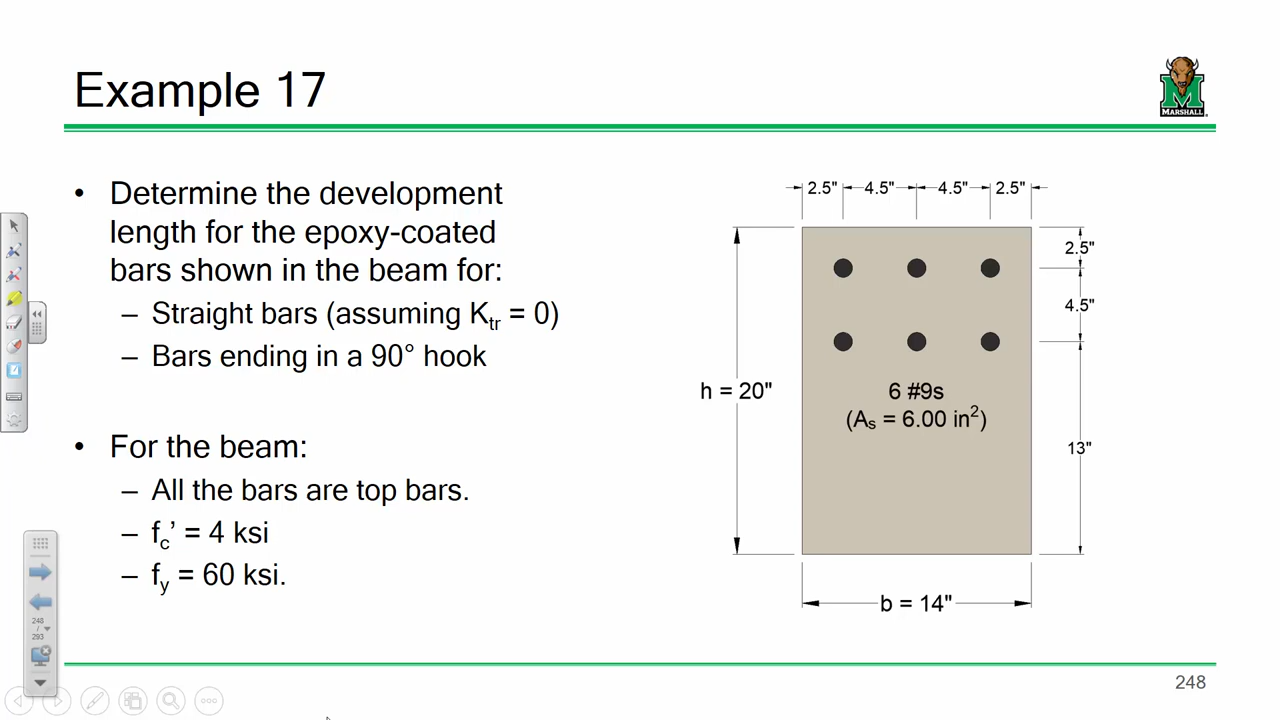 Example 17
MARSHALL
• Determine the development
length for the epoxy-coated
bars shown in the beam for:
– Straight bars (assuming Ktr = 0)
– Bars ending in a 90° hook
• For the beam:
– All the bars are top bars.
– fc’ = 4 ksi
– fy = 60 ksi.
2.5" 4.5" 4.5" 2.5"
2.5"
4.5"
h = 20"
6 #9s
(As = 6.00 in2)
13"
b = 14"
248
/
293
248